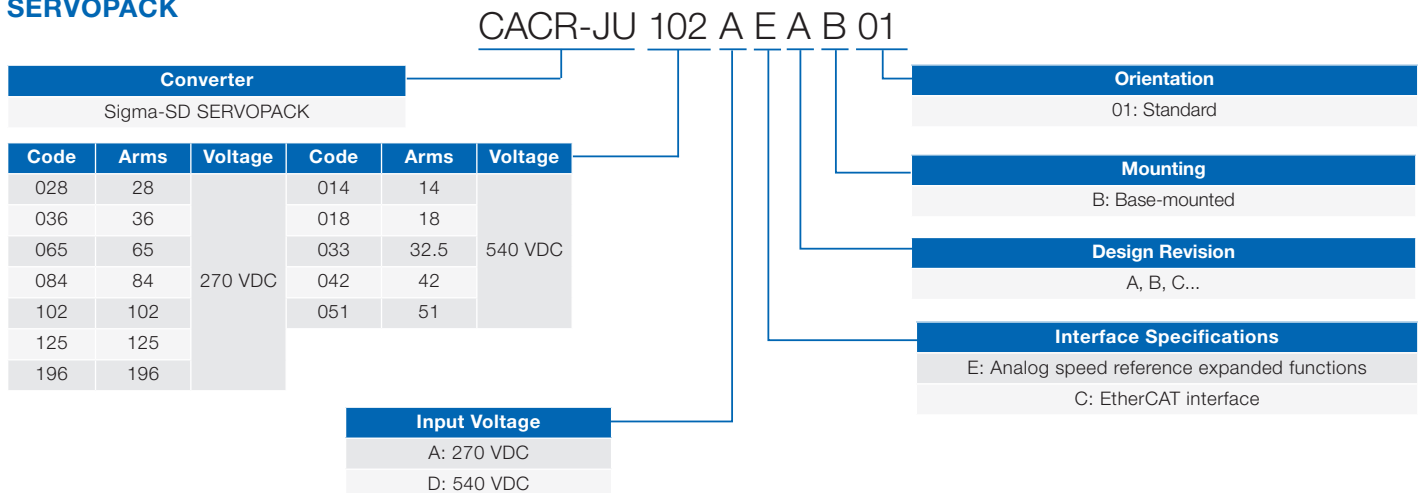 SERVOPACK
CACR-JU 102 A E A B 01
Converter
Sigma-SD SERVOPACK
Code Arms Voltage Code Arms Voltage
028 28 014 14
036 36 018 18
065 65 033 32.5 540 VDC
084 84 270 VDC 042 42
102 102 051 51
125 125
196 196
Input Voltage
A: 270 VDC
D: 540 VDC
Orientation
01: Standard
Mounting
B: Base-mounted
Design Revision
A, B, C...
Interface Specifications
E: Analog speed reference expanded functions
C: EtherCAT interface